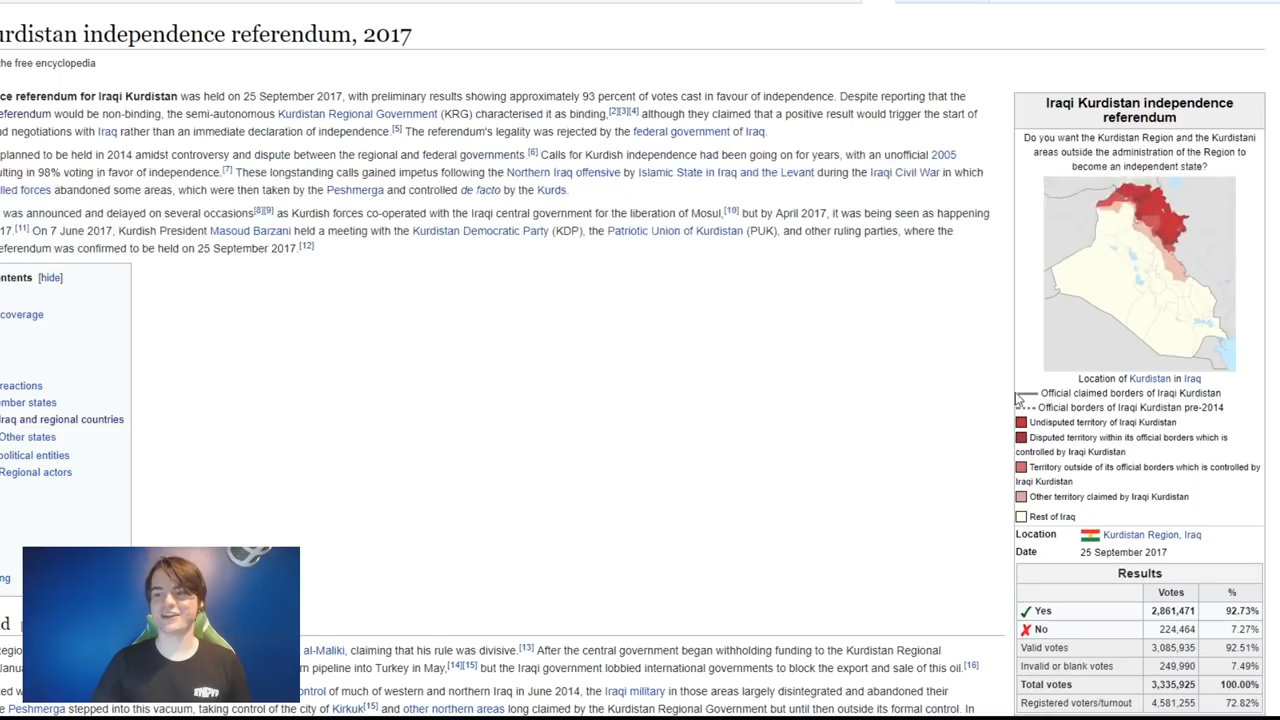 urdistan independence referendum, 2017
the free encyclopedia
ce referendum for Iraqi Kurdistan was held on 25 September 2017, with preliminary results showing approximately 93 percent of votes cast in favour of independence. Despite reporting that the
eferendum would be non-binding, the semi-autonomous Kurdistan Regional Government (KRG) characterised it as binding,[2][3][4] although they claimed that a positive result would trigger the start of
nd negotiations with Iraq rather than an immediate declaration of independence.[5] The referendum's legality was rejected by the federal government of Iraq.
planned to be held in 2014 amidst controversy and dispute between the regional and federal governments.[6] Calls for Kurdish independence had been going on for years, with an unofficial 2005
ulting in 98% voting in favor of independence.[7] These longstanding calls gained impetus following the Northern Iraq offensive by Islamic State in Iraq and the Levant during the Iraqi Civil War in which
lled forces abandoned some areas, which were then taken by the Peshmerga and controlled de facto by the Kurds.
was announced and delayed on several occasions[8][9] as Kurdish forces co-operated with the Iraqi central government for the liberation of Mosul,[10] but by April 2017, it was being seen as happening
17.[11] On 7 June 2017, Kurdish President Masoud Barzani held a meeting with the Kurdistan Democratic Party (KDP), the Patriotic Union of Kurdistan (PUK), and other ruling parties, where the
eferendum was confirmed to be held on 25 September 2017.[12]
ntents [hide]
coverage
reactions
ember states
Iraq and regional countries
Other states
political entities
Regional actors
ng
d
Regio al-Maliki, claiming that his rule was divisive.[13] After the central government began withholding funding to the Kurdistan Regional
Janua rn pipeline into Turkey in May,[14][15] but the Iraqi government lobbied international governments to block the export and sale of this oil.[16]
ed w ontrol of much of western and northern Iraq in June 2014, the Iraqi military in those areas largely disintegrated and abandoned their
e Peshmerga stepped into this vacuum, taking control of the city of Kirkuk[15] and other northern areas long claimed by the Kurdistan Regional Government but until then outside its formal control. In
Iraqi Kurdistan independence
referendum
Do you want the Kurdistan Region and the Kurdistani
areas outside the administration of the Region to
become an independent state?
Location of Kurdistan in Iraq
Official claimed borders of Iraqi Kurdistan
Official borders of Iraqi Kurdistan pre-2014
Undisputed territory of Iraqi Kurdistan
Disputed territory within its official borders which is
controlled by Iraqi Kurdistan
Territory outside of its official borders which is controlled by
Iraqi Kurdistan
Other territory claimed by Iraqi Kurdistan
Rest of Iraq
Location Kurdistan Region, Iraq
Date 25 September 2017
Results
Votes %
Yes 2,861,471 92.73%
No 224,464 7.27%
Valid votes 3,085,935 92.51%
Invalid or blank votes 249,990 7.49%
Total votes 3,335,925 100.00%
Registered voters/turnout 4,581,255 72.82%